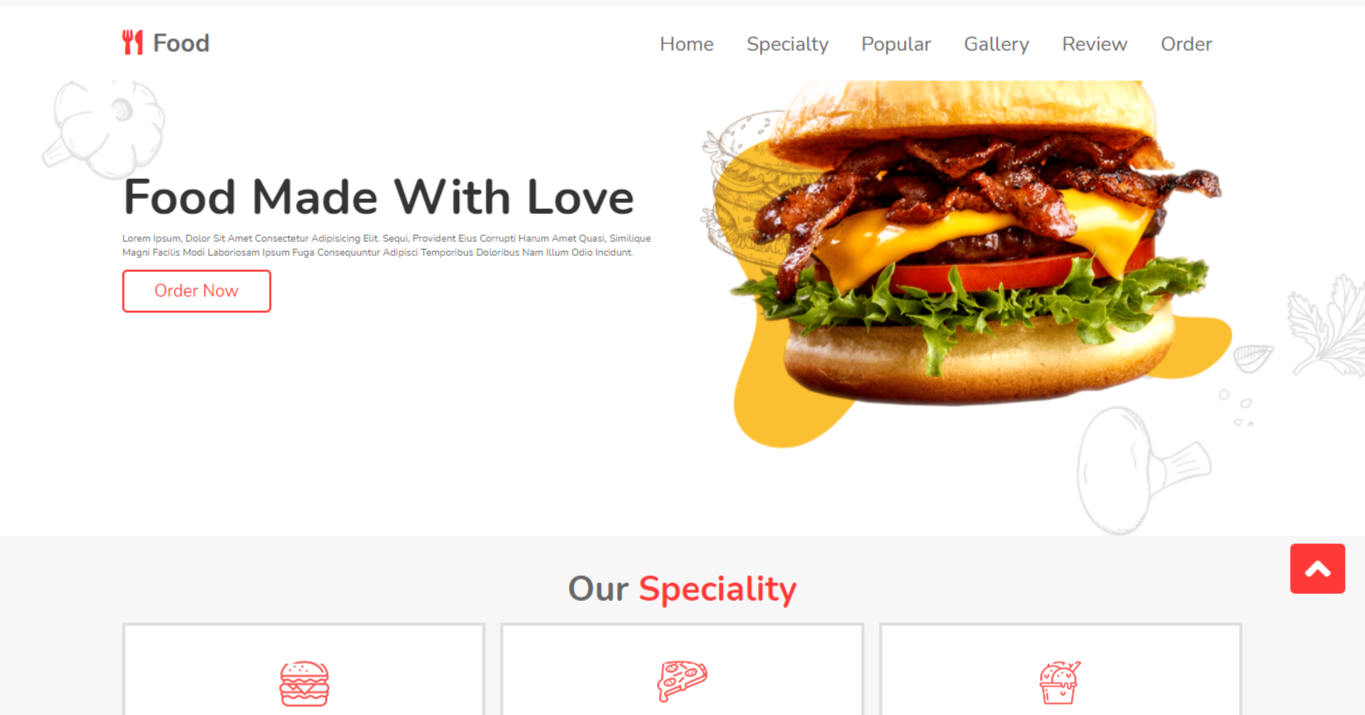 Food
Home Specialty Popular Gallery Review Order
Food Made With Love
Lorem Ipsum, Dolor Sit Amet Consectetur Adipisicing Elit. Sequi, Provident Eius Corrupti Harum Amet Quasi, Similique
Magni Facilis Modi Laboriosam Ipsum Fuga Consequuntur Adipisci Temporibus Doloribus Nam Illum Odio Incidunt.
Order Now
Our Speciality